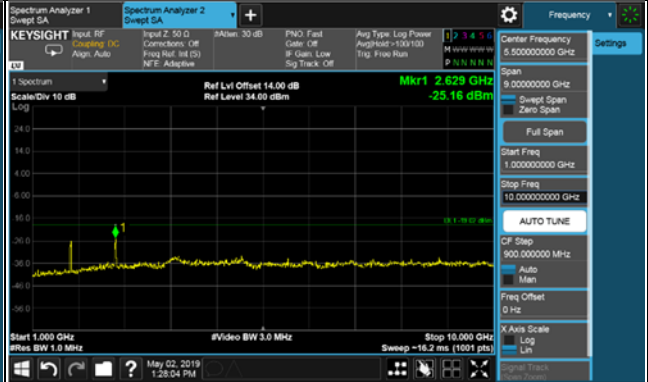 Spectrum Analyzer 1
Swept SA
Spectrum Analyzer 2
Swept SA
Frequency
KEYSIGHT
Input: RF
Coupling: DC
Align: Auto
Input Z: 50 Ω
Corrections: Off
Freq Ref: Int (S)
NFE: Adaptive
#Atten: 30 dB
PNO: Fast
Gate: Off
IF Gain: Low
Sig Track: Off
Avg Type: Log Power
Avg|Hold:>100/100
Trig: Free Run
1 2 3 4 5 6
M W W W W W
P N N N N N
1 Spectrum
Scale/Div 10 dB
Log
Ref Lvl Offset 14.00 dB
Ref Level 34.00 dBm
Mkr1 2.629 GHz
-25.16 dBm
24.0
14.0
4.00
6.00
16.0
26.0
36.0
46.0
56.0
1
Start 1.000 GHz
#Res BW 1.0 MHz
#Video BW 3.0 MHz
Stop 10.000 GHz
Sweep ~16.2 ms (1001 pts)
May 02, 2019
1:28:04 PM
Center Frequency
5.500000000 GHz
Settings
Span
9.00000000 GHz
Swept Span
Zero Span
Full Span
Start Freq
1.000000000 GHz
Stop Freq
10.000000000 GHz
AUTO TUNE
CF Step
900.000000 MHz
Auto
Man
Freq Offset
0 Hz
X Axis Scale
Log
Lin
Signal Track
(Span Zoom)